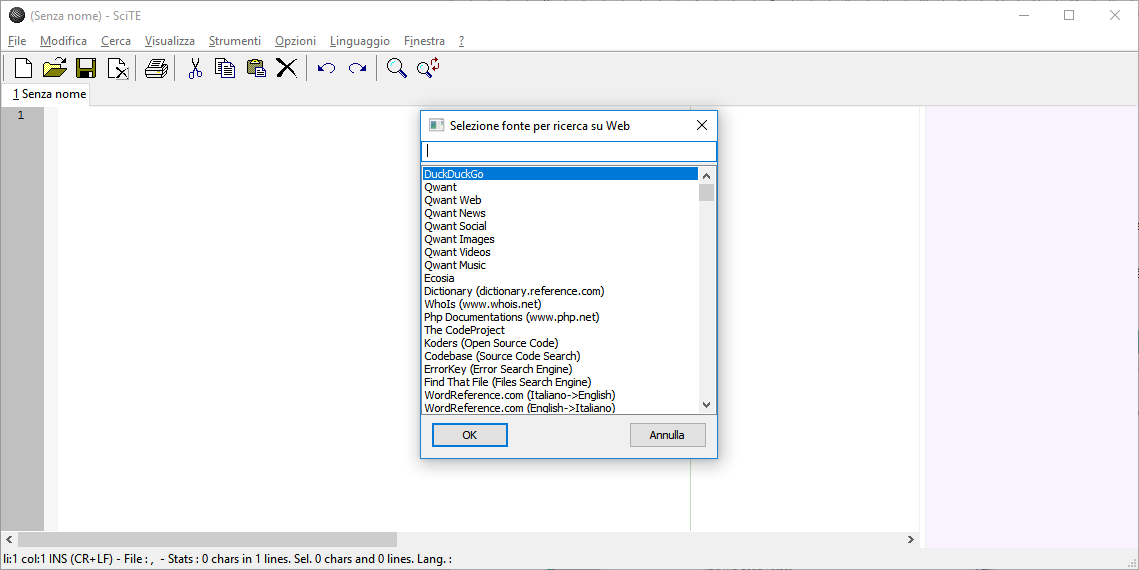 (Senza nome) - SciTE
File Modifica Cerca Visualizza Strumenti Opzioni Linguaggio Finestra ?
1 Senza nome
1
Selezione fonte per ricerca su Web
DuckDuckGo
Qwant
Qwant Web
Qwant News
Qwant Social
Qwant Images
Qwant Videos
Qwant Music
Ecosia
Dictionary (dictionary.reference.com)
WhoIs (www.whois.net)
Php Documentations (www.php.net)
The CodeProject
Koders (Open Source Code)
Codebase (Source Code Search)
ErrorKey (Error Search Engine)
Find That File (Files Search Engine)
WordReference.com (Italiano->English)
WordReference.com (English->Italiano)
OK Annulla
li:1 col:1 INS (CR+LF) - File : , - Stats : 0 chars in 1 lines. Sel. 0 chars and 0 lines. Lang. :